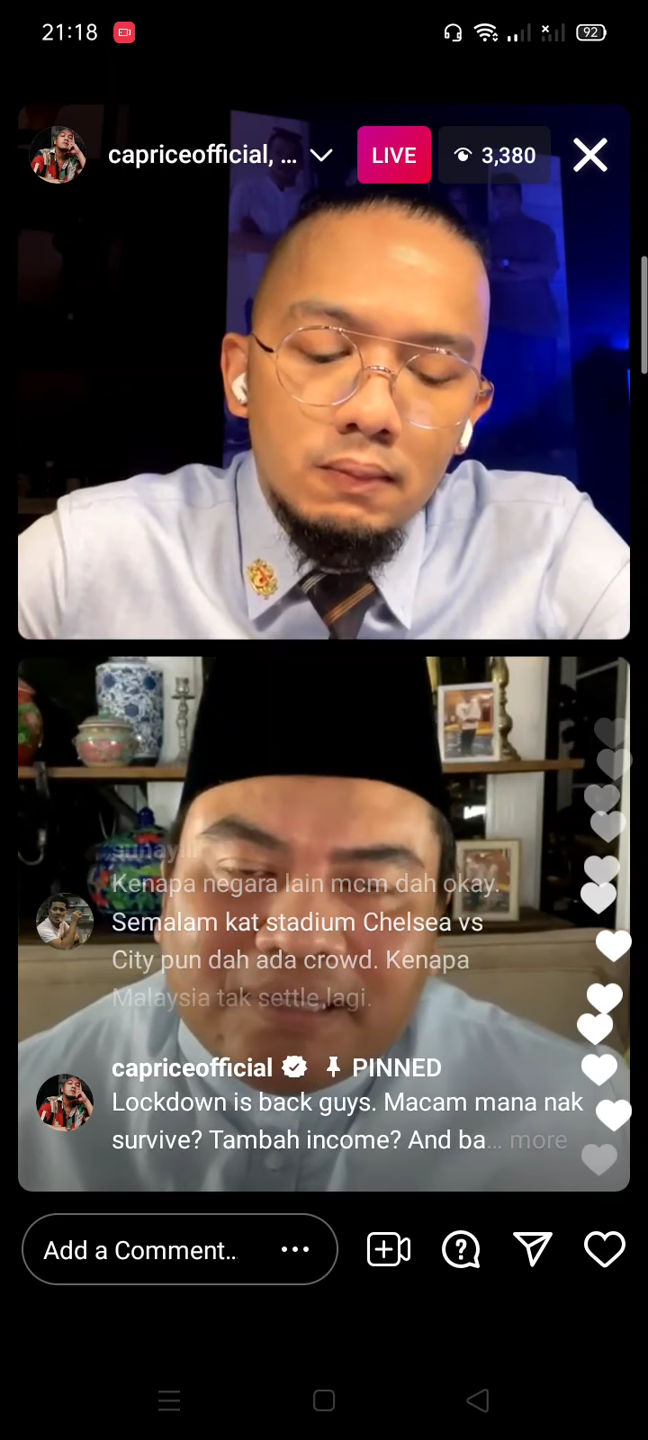 21:18
92
capriceofficial, ...
LIVE
3,380
Kenapa negara lain mcm dah okay.
Semalam kat stadium Chelsea vs
City pun dah ada crowd. Kenapa
Malaysia tak settle,lagi.
capriceofficial PINNED
Lockdown is back guys. Macam mana nak
survive? Tambah income? And ba... more
Add a Comment..